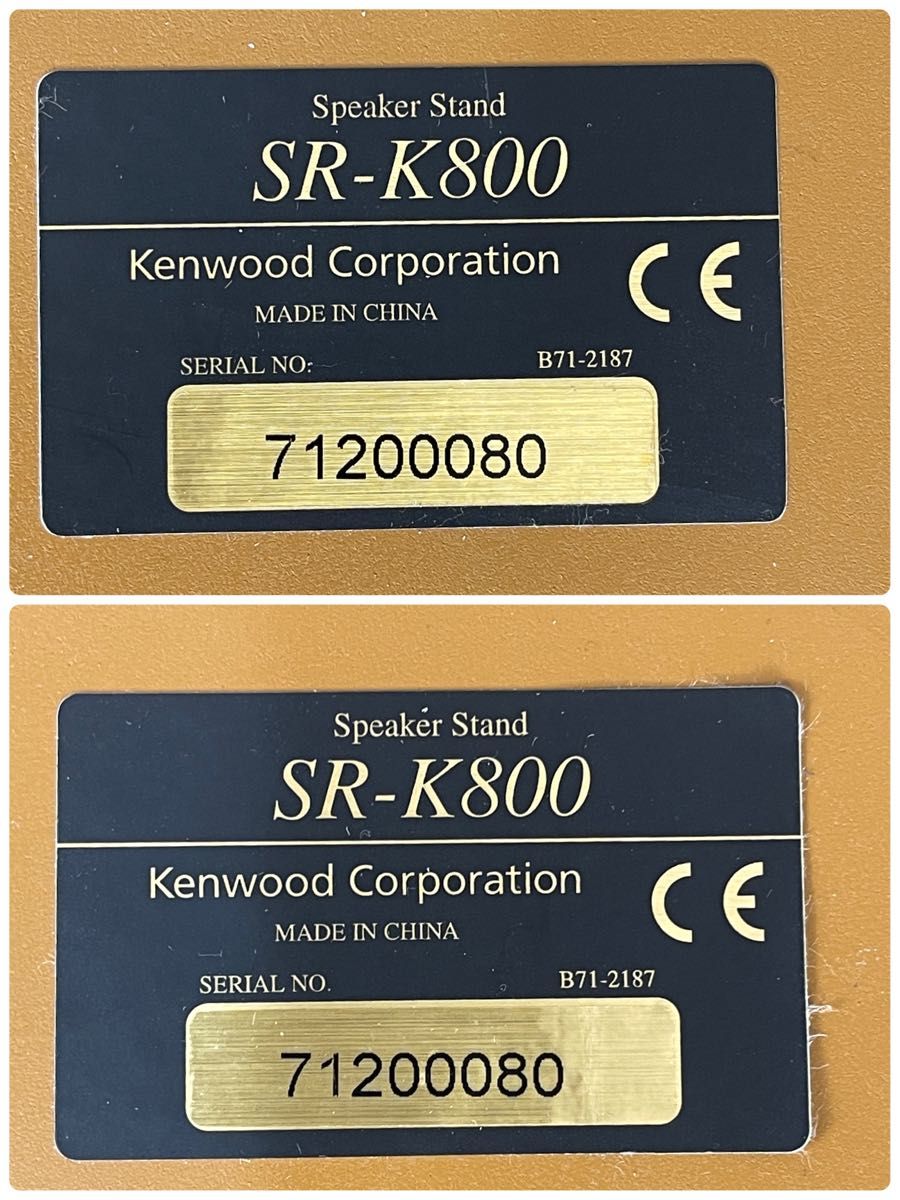 Speaker Stand
SR-K800
Kenwood Corporation
CE
MADE IN CHINA
SERIAL NO.
B71-2187
71200080
Speaker Stand
SR-K800
Kenwood Corporation
CE
MADE IN CHINA
SERIAL NO.
B71-2187
71200080